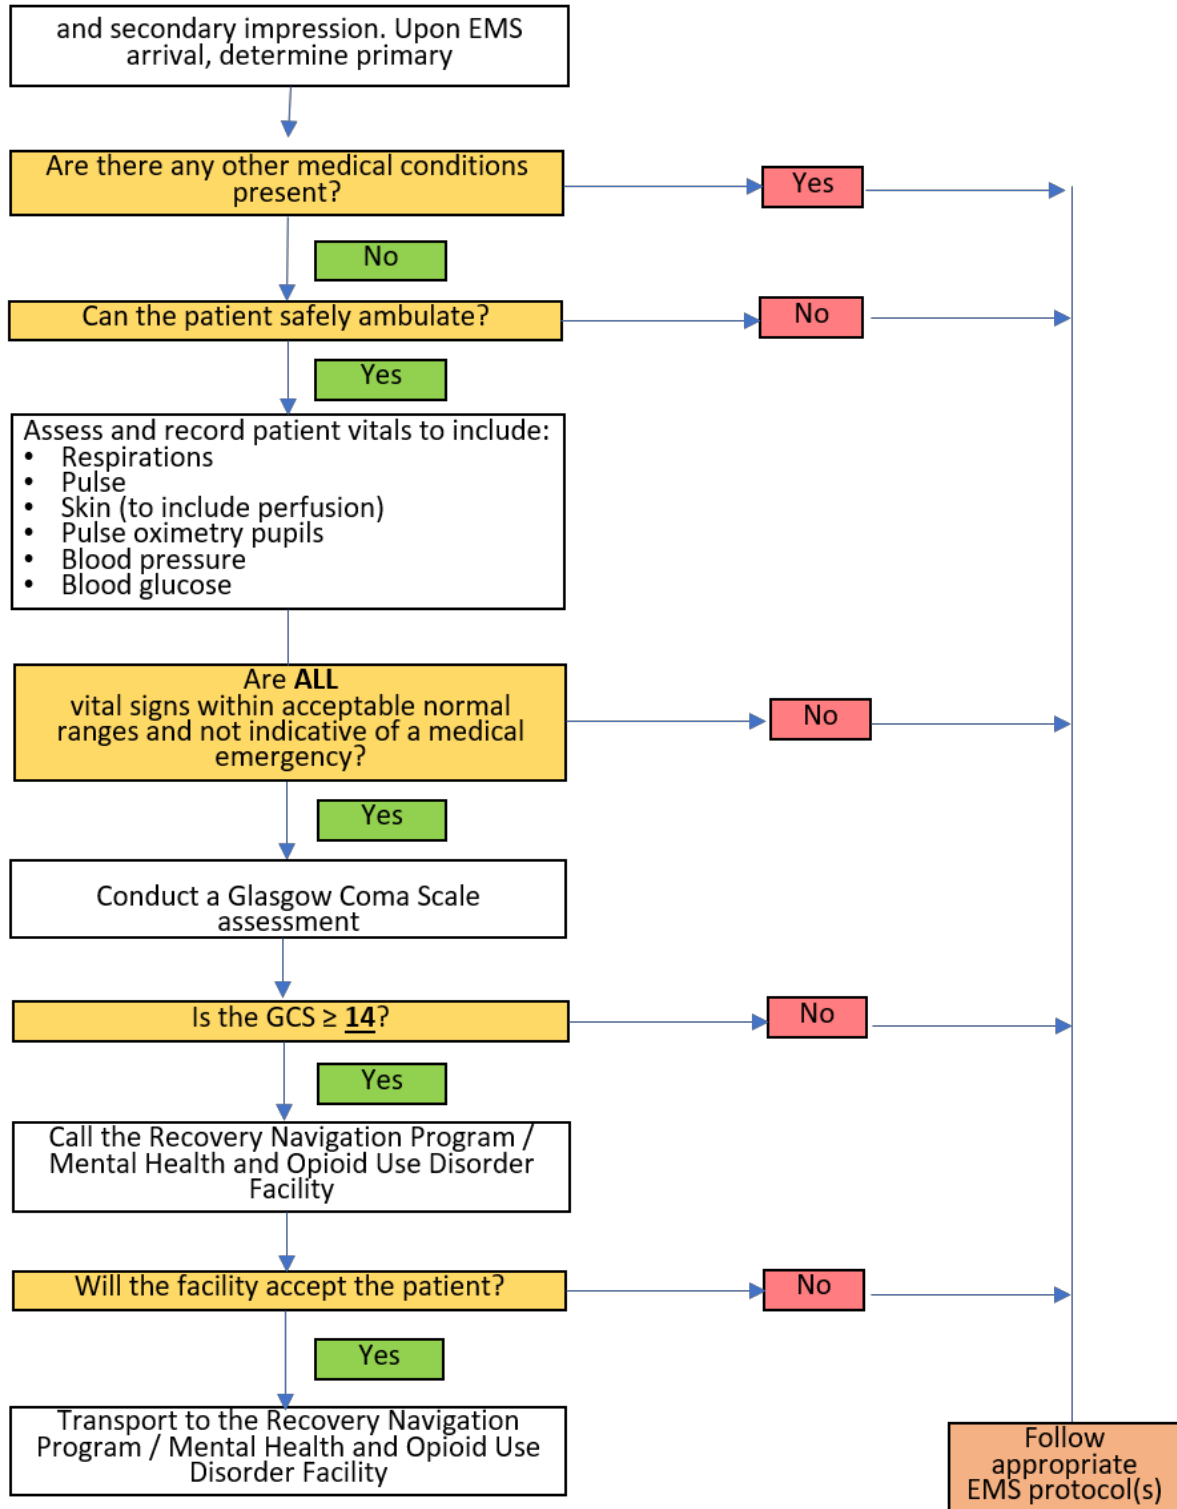 and secondary impression. Upon EMS
arrival, determine primary
Are there any other medical conditions
present?
Yes
No
Can the patient safely ambulate?
No
Yes
Assess and record patient vitals to include:
• Respirations
• Pulse
• Skin (to include perfusion)
• Pulse oximetry pupils
• Blood pressure
• Blood glucose
Are ALL
vital signs within acceptable normal
ranges and not indicative of a medical
emergency?
No
Yes
Conduct a Glasgow Coma Scale
assessment
Is the GCS ≥ 14?
No
Yes
Call the Recovery Navigation Program /
Mental Health and Opioid Use Disorder
Facility
Will the facility accept the patient?
No
Yes
Transport to the Recovery Navigation
Program / Mental Health and Opioid Use
Disorder Facility
Follow
appropriate
EMS protocol(s)